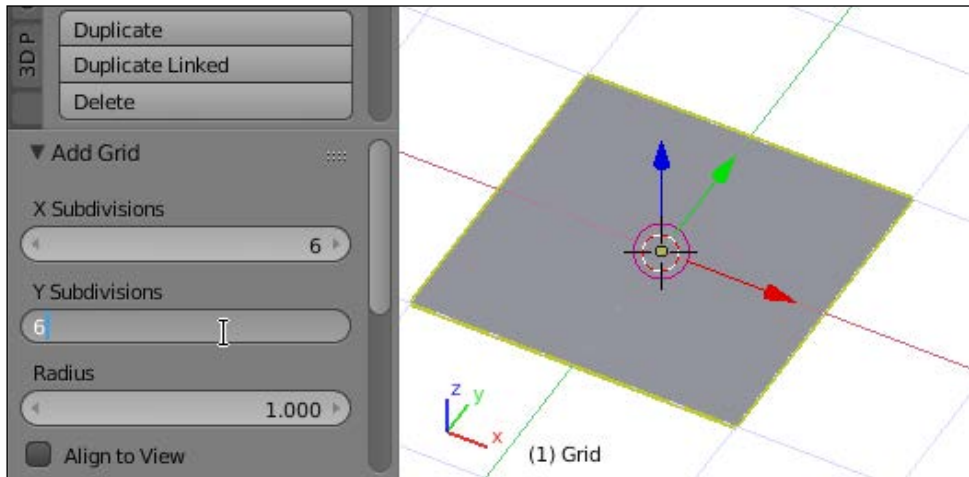 3D P
Duplicate
Duplicate Linked
Delete
Add Grid
X Subdivisions
6
Y Subdivisions
6
Radius
1.000
Align to View
z
y
x
(1) Grid